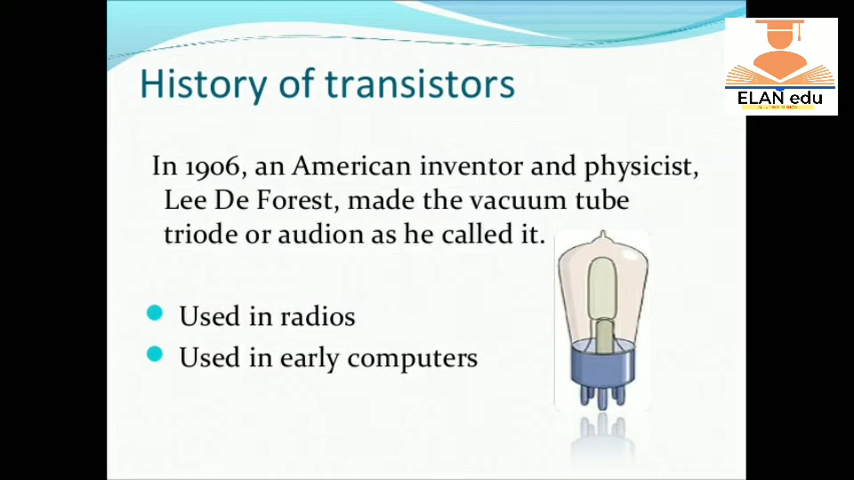 History of transistors
ELAN edu
In 1906, an American inventor and physicist,
Lee De Forest, made the vacuum tube
triode or audion as he called it.
Used in radios
Used in early computers